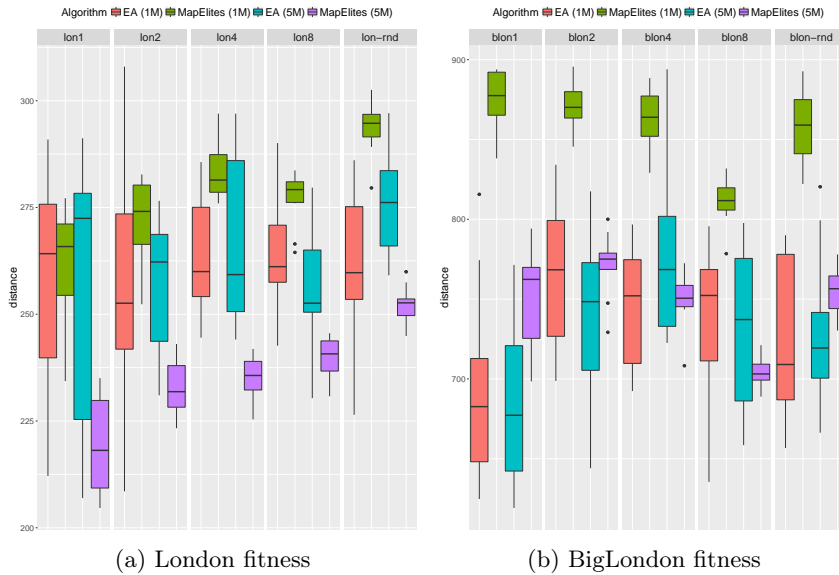 Algorithm EA (1M) MapElites (1M) EA (5M) MapElites (5M)
lon1 lon2 lon4 lon8 lon−rnd
300
275
250
225
200
distance
(a) London fitness
Algorithm EA (1M) MapElites (1M) EA (5M) MapElites (5M)
blon1 blon2 blon4 blon8 blon−rnd
900
800
700
distance
(b) BigLondon fitness